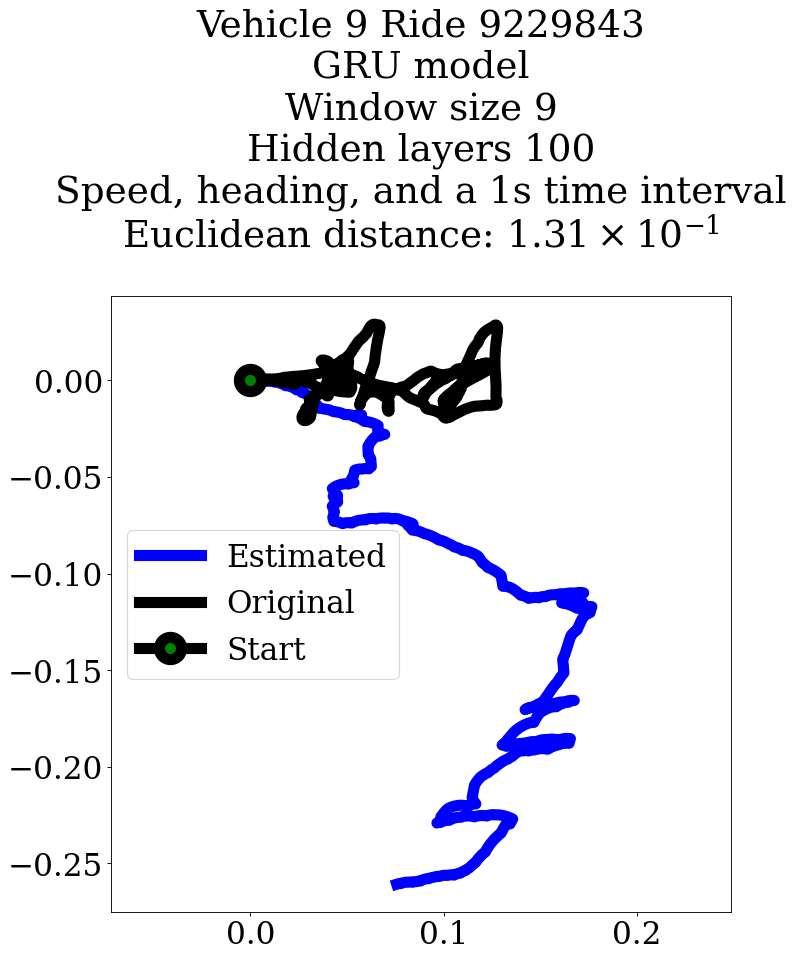 Vehicle 9 Ride 9229843
GRU model
Window size 9
Hidden layers 100
Speed, heading, and a 1s time interval
Euclidean distance: 1.31 × 10⁻¹
0.00
−0.05
−0.10
−0.15
−0.20
−0.25
Estimated
Original
Start
0.0 0.1 0.2